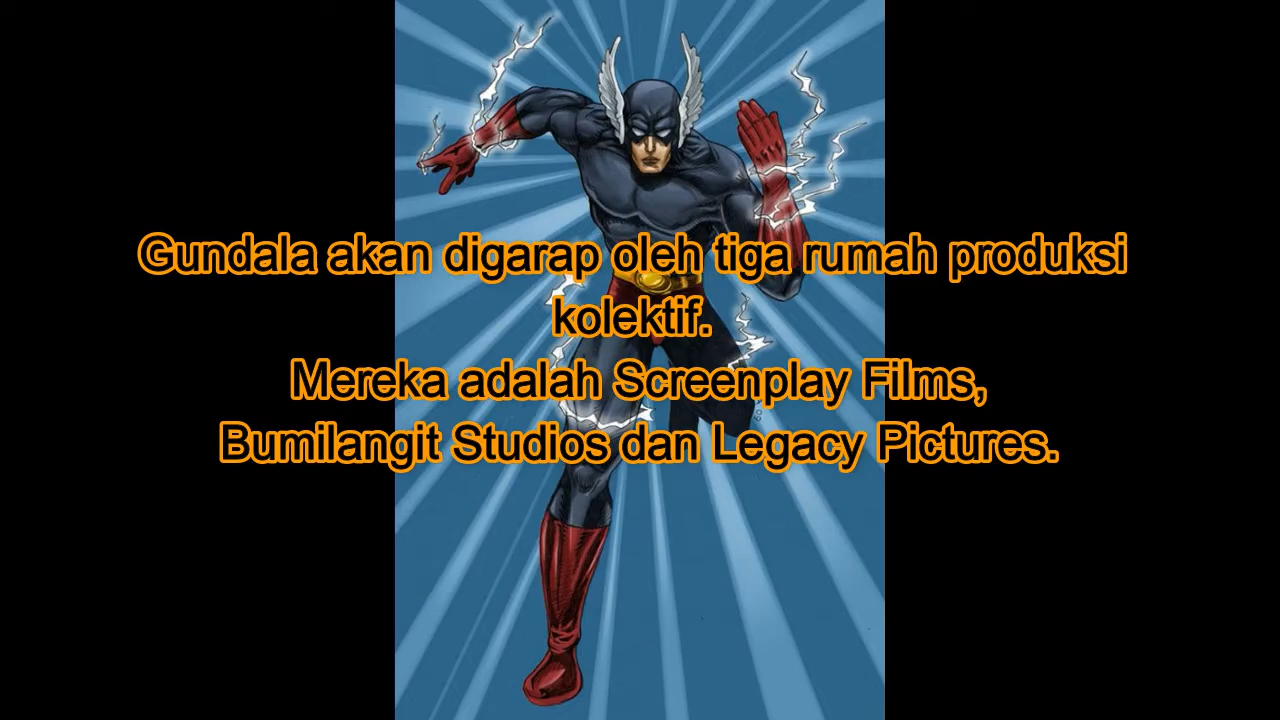 Gundala akan digarap oleh tiga rumah produksi
kolektif.
Mereka adalah Screenplay Films,
Bumilangit Studios dan Legacy Pictures.